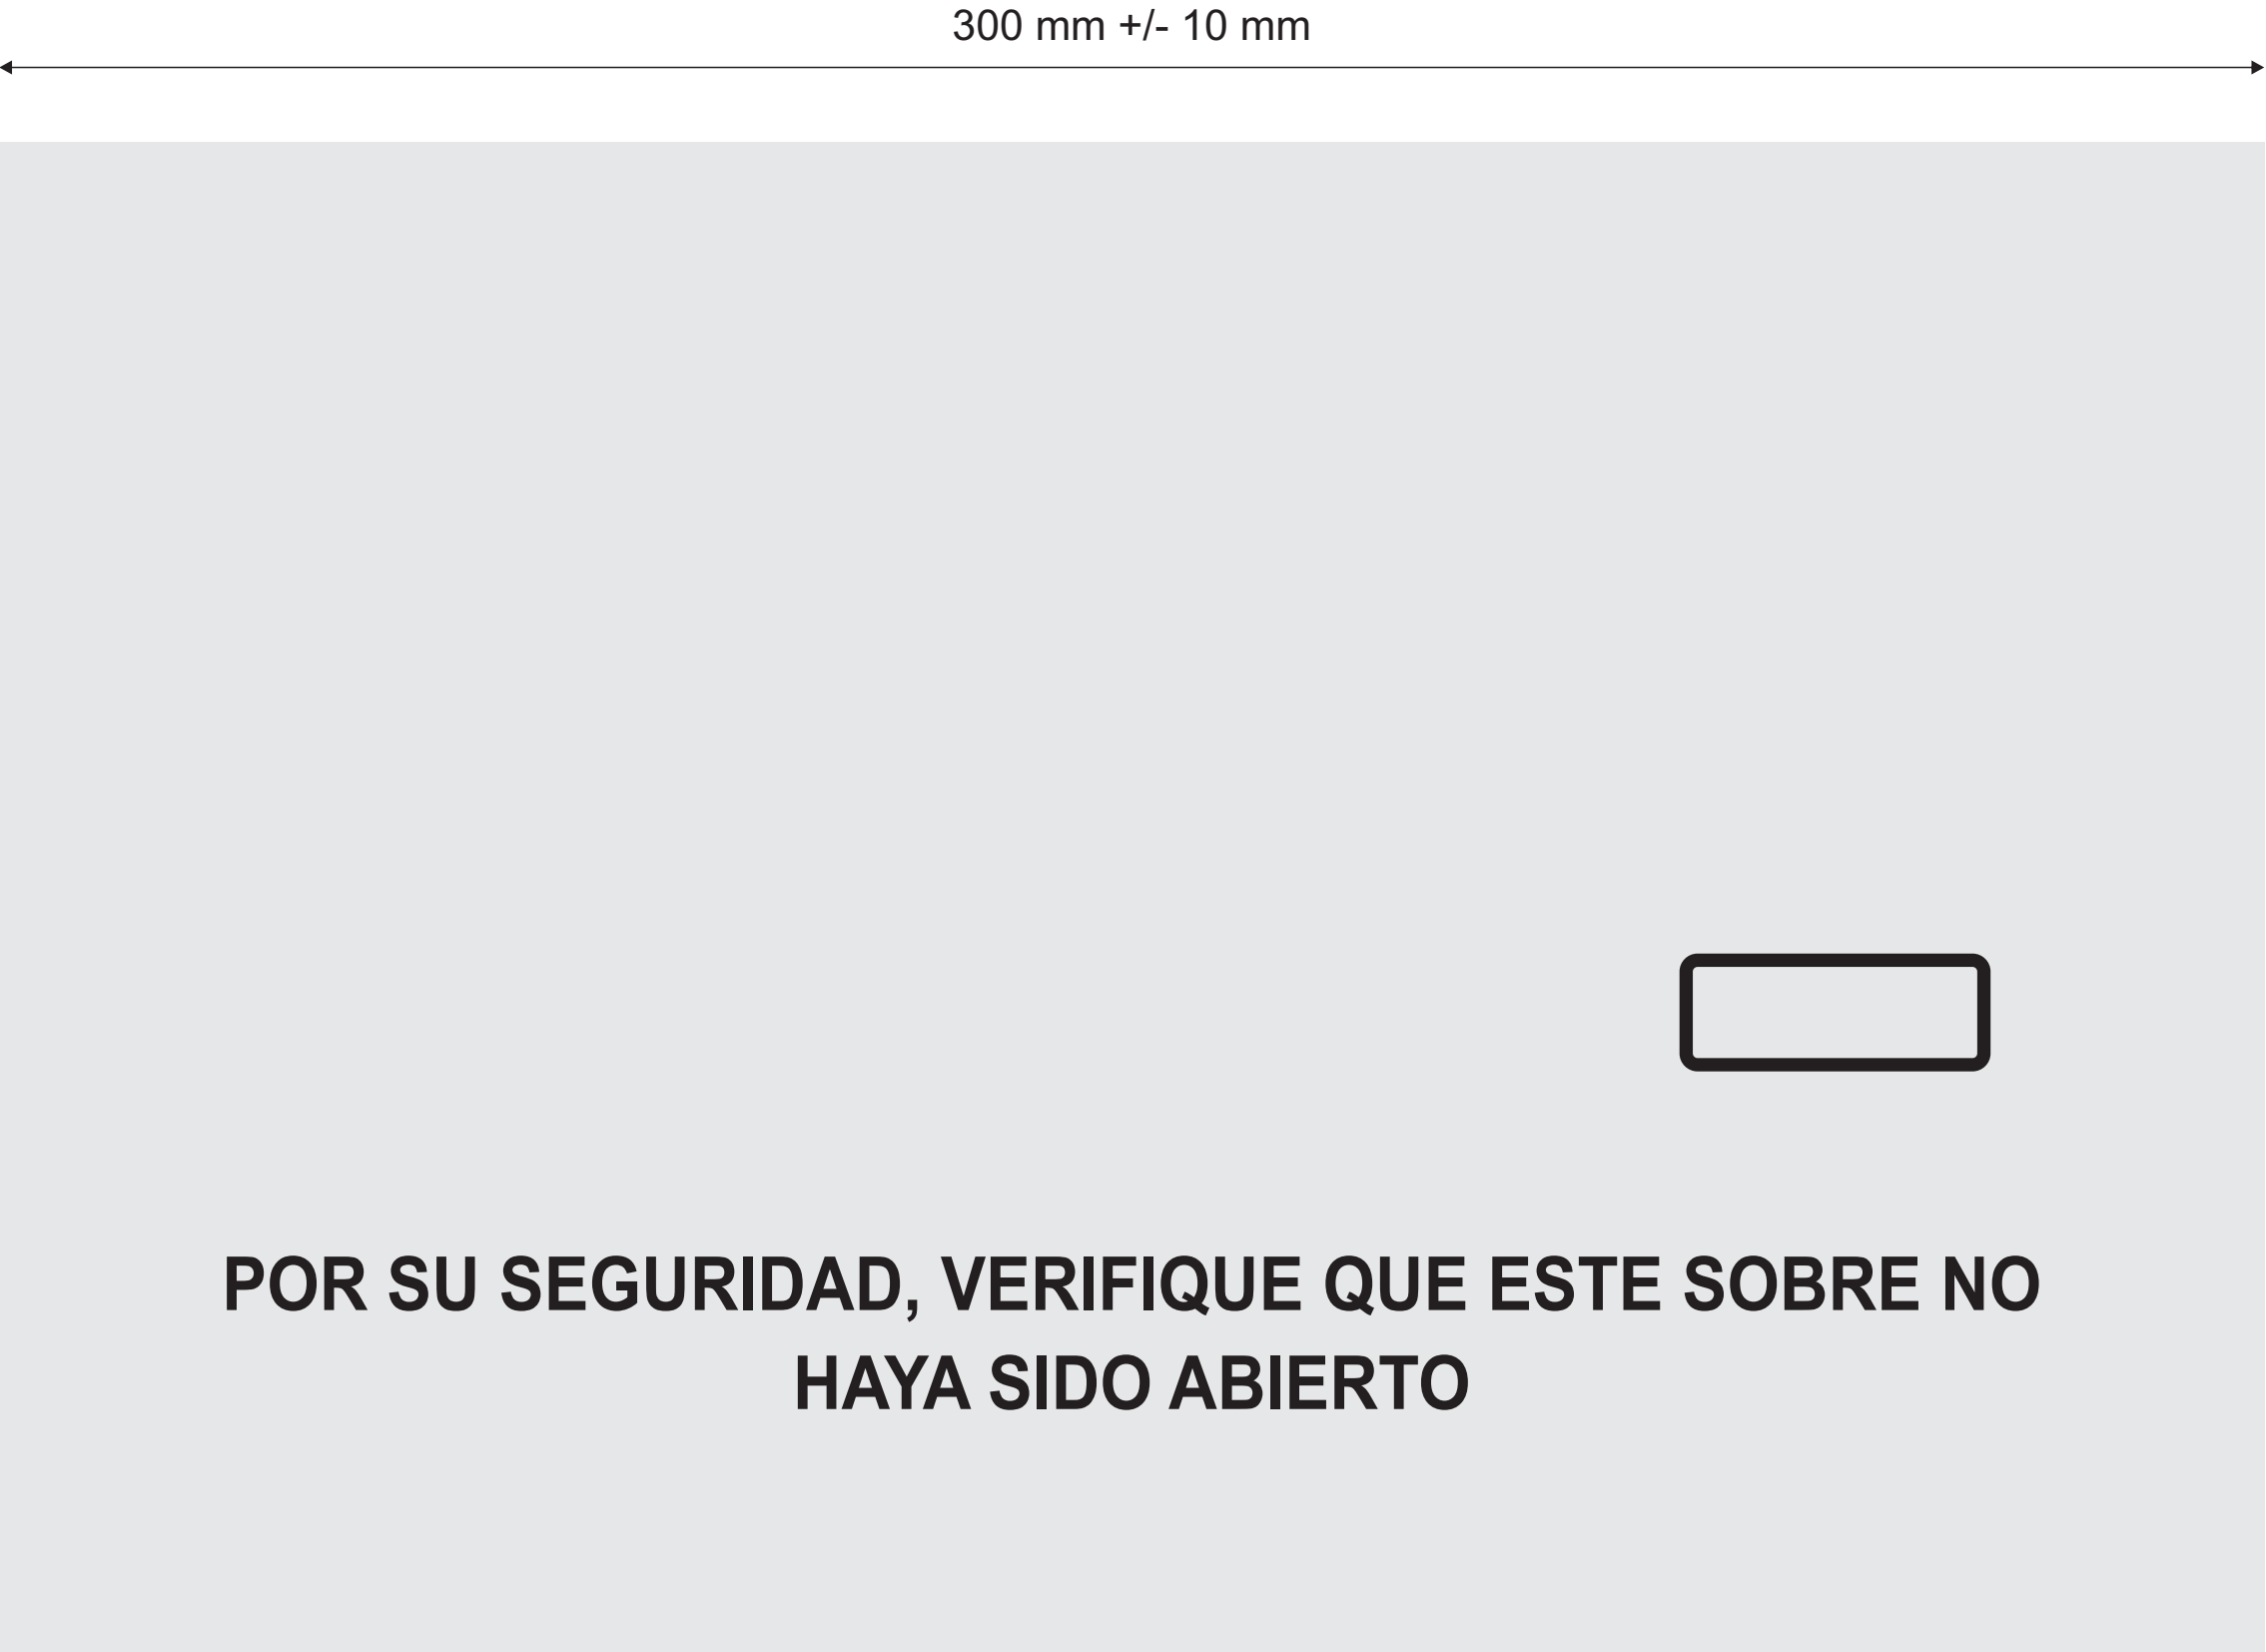 300 mm +/- 10 mm
POR SU SEGURIDAD, VERIFIQUE QUE ESTE SOBRE NO
HAYA SIDO ABIERTO